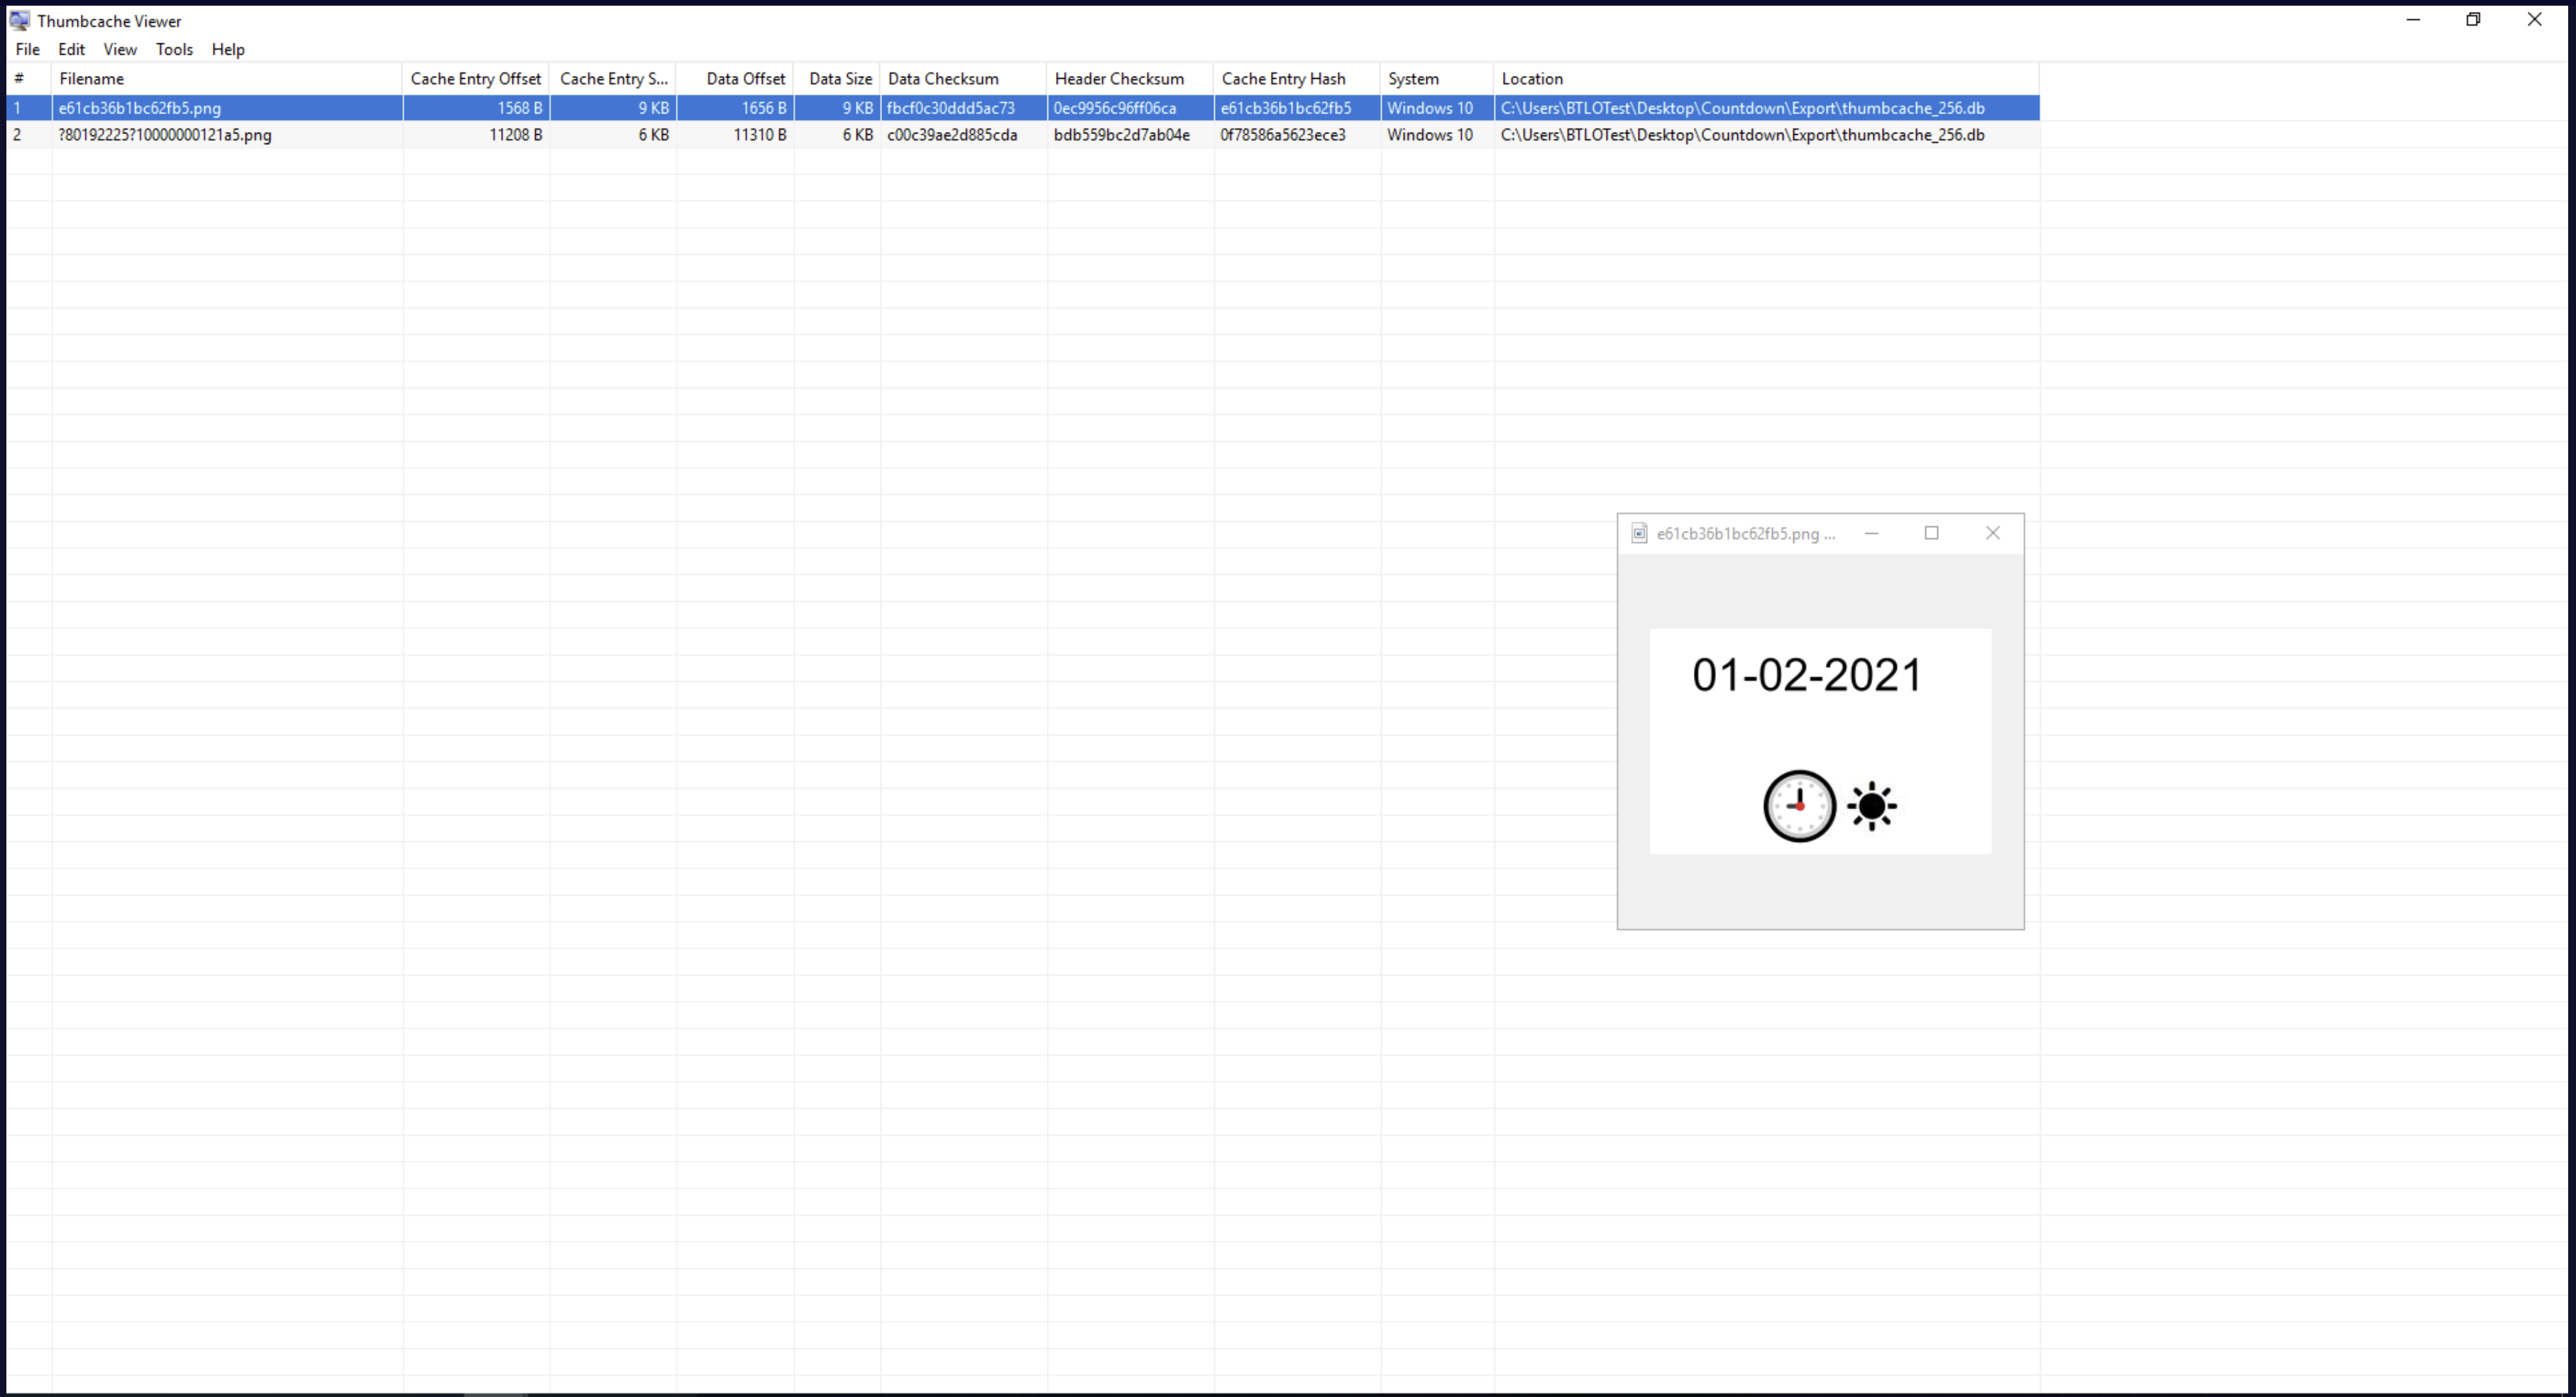 Thumbcache Viewer
File Edit View Tools Help
# Filename Cache Entry Offset Cache Entry S... Data Offset Data Size Data Checksum Header Checksum Cache Entry Hash System Location
1 e61cb36b1bc62fb5.png 1568 B 9 KB 1656 B 9 KB fbcf0c30ddd5ac73 0ec9956c96ff06ca e61cb36b1bc62fb5 Windows 10 C:\Users\BTLOTest\Desktop\Countdown\Export\thumbcache_256.db
2 ?80192225?10000000121a5.png 11208 B 6 KB 11310 B 6 KB c00c39ae2d885cda bdb559bc2d7ab04e 0f78586a5623ece3 Windows 10 C:\Users\BTLOTest\Desktop\Countdown\Export\thumbcache_256.db
e61cb36b1bc62fb5.png ...
01-02-2021